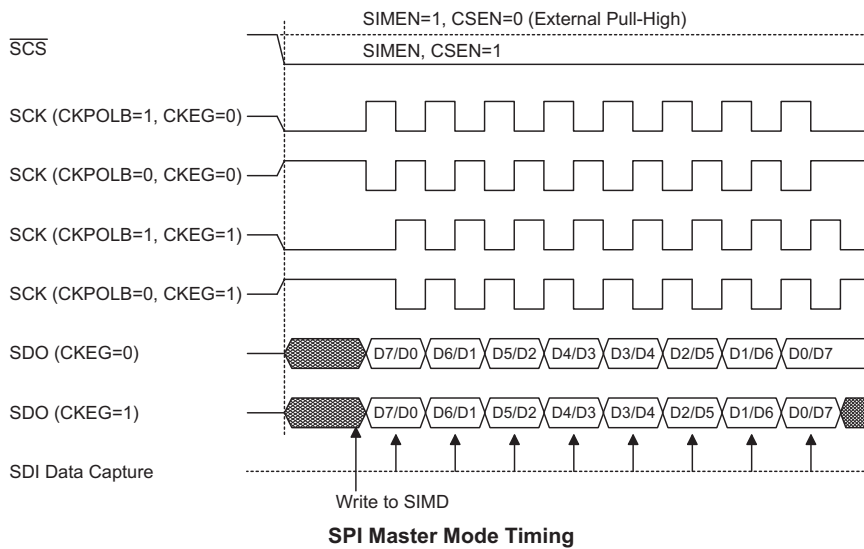 SIMEN=1, CSEN=0 (External Pull-High)
SCS
SIMEN, CSEN=1
SCK (CKPOLB=1, CKEG=0)
SCK (CKPOLB=0, CKEG=0)
SCK (CKPOLB=1, CKEG=1)
SCK (CKPOLB=0, CKEG=1)
SDO (CKEG=0) D7/D0 D6/D1 D5/D2 D4/D3 D3/D4 D2/D5 D1/D6 D0/D7
SDO (CKEG=1) D7/D0 D6/D1 D5/D2 D4/D3 D3/D4 D2/D5 D1/D6 D0/D7
SDI Data Capture
Write to SIMD
SPI Master Mode Timing